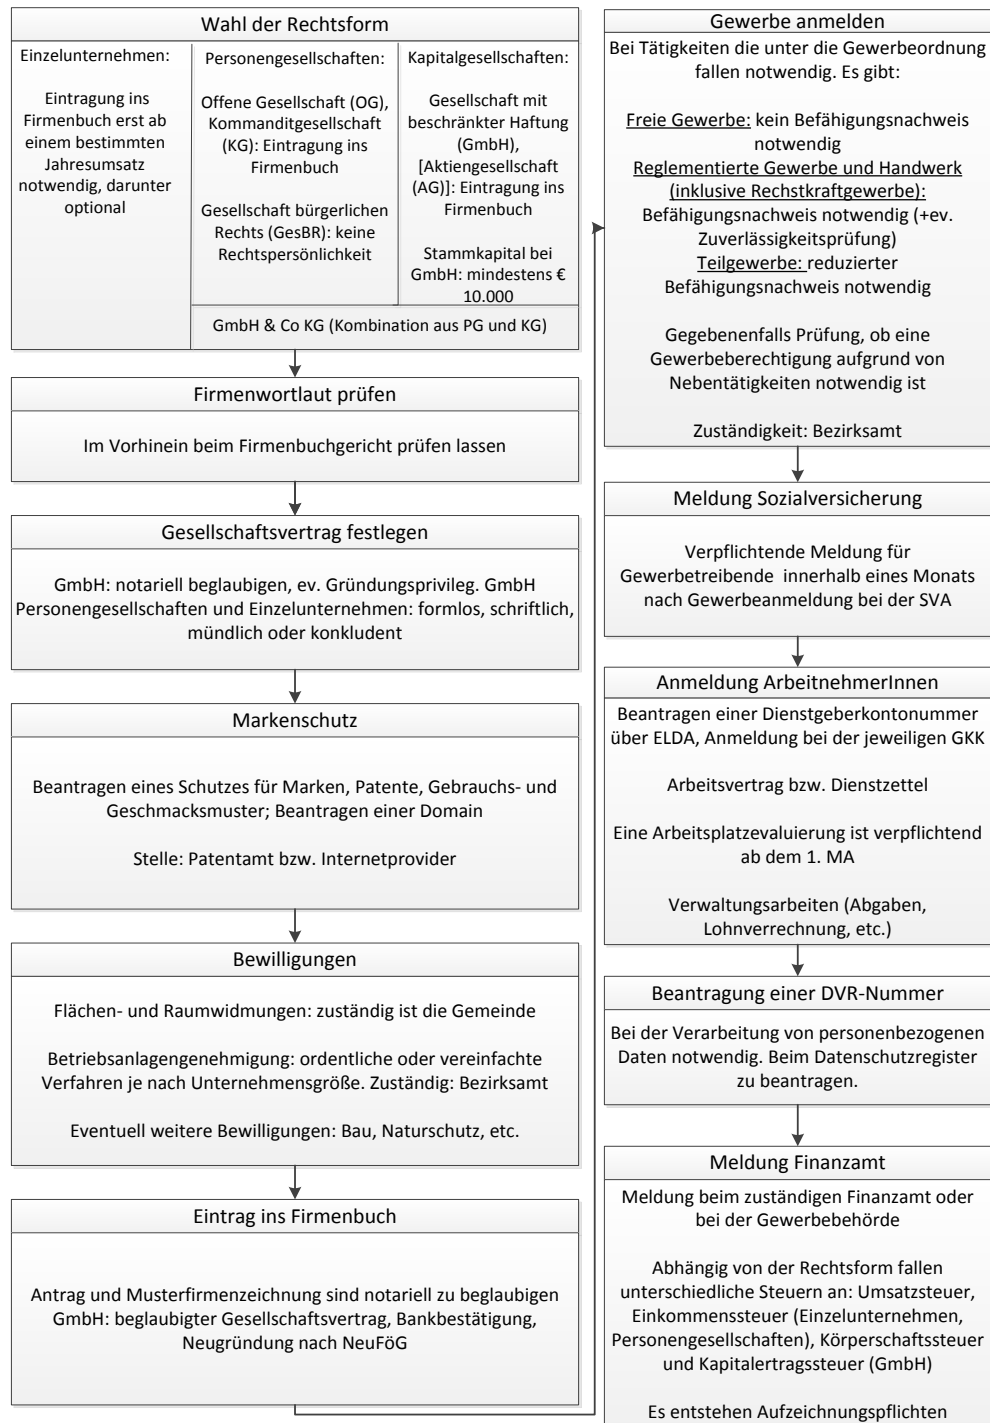 Wahl der Rechtsform
Einzelunternehmen:
Eintragung ins
Firmenbuch erst ab
einem bestimmten
Jahresumsatz
notwendig, darunter
optional
Personengesellschaften:
Offene Gesellschaft (OG),
Kommanditgesellschaft
(KG): Eintragung ins
Firmenbuch
Gesellschaft bürgerlichen
Rechts (GesBR): keine
Rechtspersönlichkeit
Kapitalgesellschaften:
Gesellschaft mit
beschränkter Haftung
(GmbH),
[Aktiengesellschaft
(AG)]: Eintragung ins
Firmenbuch
Stammkapital bei
GmbH: mindestens €
10.000
GmbH & Co KG (Kombination aus PG und KG)
Firmenwortlaut prüfen
Im Vorhinein beim Firmenbuchgericht prüfen lassen
Gesellschaftsvertrag festlegen
GmbH: notariell beglaubigen, ev. Gründungsprivileg. GmbH
Personengesellschaften und Einzelunternehmen: formlos, schriftlich,
mündlich oder konkludent
Markenschutz
Beantragen eines Schutzes für Marken, Patente, Gebrauchs- und
Geschmacksmuster; Beantragen einer Domain
Stelle: Patentamt bzw. Internetprovider
Bewilligungen
Flächen- und Raumwidmungen: zuständig ist die Gemeinde
Betriebsanlagengenehmigung: ordentliche oder vereinfachte
Verfahren je nach Unternehmensgröße. Zuständig: Bezirksamt
Eventuell weitere Bewilligungen: Bau, Naturschutz, etc.
Eintrag ins Firmenbuch
Antrag und Musterfirmenzeichnung sind notariell zu beglaubigen
GmbH: beglaubigter Gesellschaftsvertrag, Bankbestätigung,
Neugründung nach NeuFöG
Gewerbe anmelden
Bei Tätigkeiten die unter die Gewerbeordnung
fallen notwendig. Es gibt:
Freie Gewerbe: kein Befähigungsnachweis
notwendig
Reglementierte Gewerbe und Handwerk
(inklusive Rechstkraftgewerbe):
Befähigungsnachweis notwendig (+ev.
Zuverlässigkeitsprüfung)
Teilgewerbe: reduzierter
Befähigungsnachweis notwendig
Gegebenenfalls Prüfung, ob eine
Gewerbeberechtigung aufgrund von
Nebentätigkeiten notwendig ist
Zuständigkeit: Bezirksamt
Meldung Sozialversicherung
Verpflichtende Meldung für
Gewerbetreibende innerhalb eines Monats
nach Gewerbeanmeldung bei der SVA
Anmeldung ArbeitnehmerInnen
Beantragen einer Dienstgeberkontonummer
über ELDA, Anmeldung bei der jeweiligen GKK
Arbeitsvertrag bzw. Dienstzettel
Eine Arbeitsplatzevaluierung ist verpflichtend
ab dem 1. MA
Verwaltungsarbeiten (Abgaben,
Lohnverrechnung, etc.)
Beantragung einer DVR-Nummer
Bei der Verarbeitung von personenbezogenen
Daten notwendig. Beim Datenschutzregister
zu beantragen.
Meldung Finanzamt
Meldung beim zuständigen Finanzamt oder
bei der Gewerbebehörde
Abhängig von der Rechtsform fallen
unterschiedliche Steuern an: Umsatzsteuer,
Einkommenssteuer (Einzelunternehmen,
Personengesellschaften), Körperschaftssteuer
und Kapitalertragssteuer (GmbH)
Es entstehen Aufzeichnungspflichten